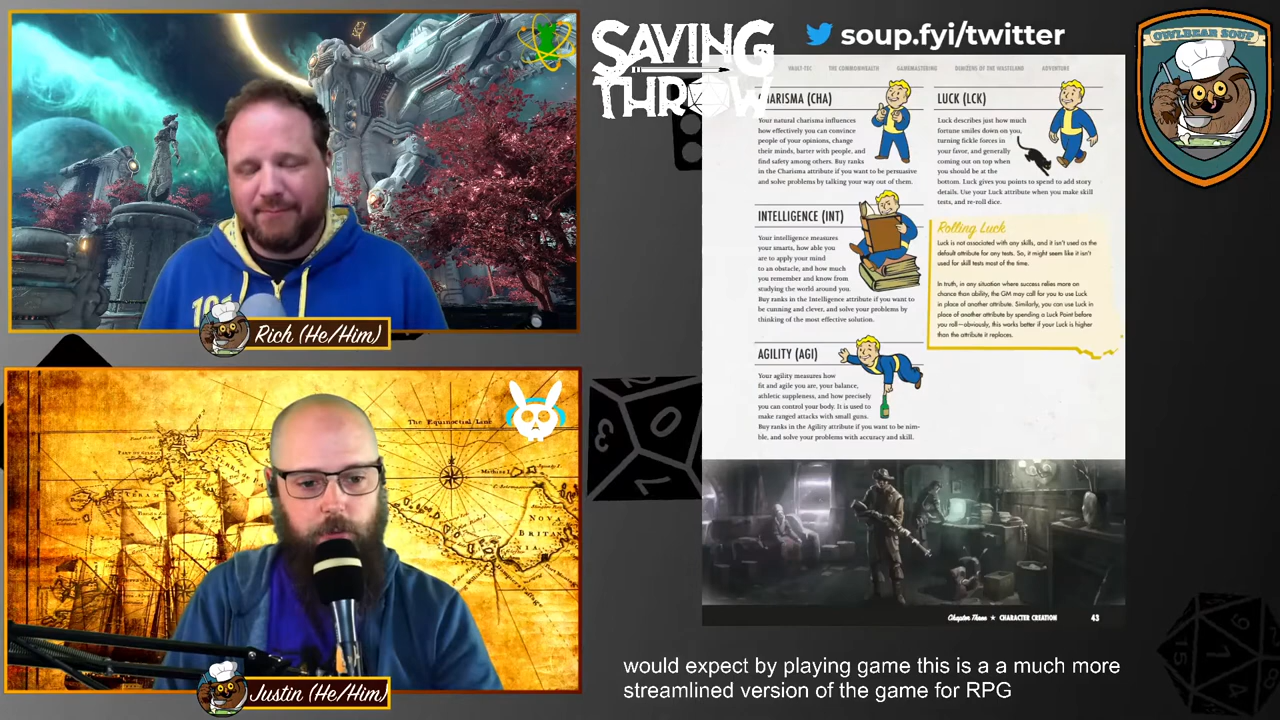 SAVING
THROW
soup.fyi/twitter
OWLBEAR SOUP
VAULT-TEC THE COMMONWEALTH GAMEMASTERING DENIZENS OF THE WASTELAND ADVENTURE
CHARISMA (CHA)
Your natural charisma influences
how effectively you can convince
people of your opinions, change
their minds, barter with people, and
find safety among others. Buy ranks
in the Charisma attribute if you want to be persuasive
and solve problems by talking your way out of them.
INTELLIGENCE (INT)
Your intelligence measures
your smarts, how able you
are to apply your mind
to an obstacle, and how much
you remember and know from
studying the world around you.
Buy ranks in the Intelligence attribute if you want to
be cunning and clever, and solve your problems by
thinking of the most effective solution.
AGILITY (AGI)
Your agility measures how
fit and agile you are, your balance,
athletic suppleness, and how precisely
you can control your body. It is used to
make ranged attacks with small guns.
Buy ranks in the Agility attribute if you want to be nim-
ble, and solve your problems with accuracy and skill.
LUCK (LCK)
Luck describes just how much
fortune smiles down on you,
turning fickle forces in
your favor, and generally
coming out on top when
you should be at the
bottom. Luck gives you points to spend to add story
details. Use your Luck attribute when you make skill
tests, and re-roll dice.
Rolling Luck
Luck is not associated with any skills, and it isn't used as the
default attribute for any tests. So, it might seem like it isn't
used for skill tests most of the time.
In truth, in any situation where success relies more on
chance than ability, the GM may call for you to use Luck
in place of another attribute. Similarly, you can use Luck in
place of another attribute by spending a Luck Point before
you roll—obviously, this works better if your Luck is higher
than the attribute it replaces.
Chapter Three ★ CHARACTER CREATION 43
Rich (He/Him)
The Equinoctial Line
Justin (He/Him)
would expect by playing game this is a a much more
streamlined version of the game for RPG